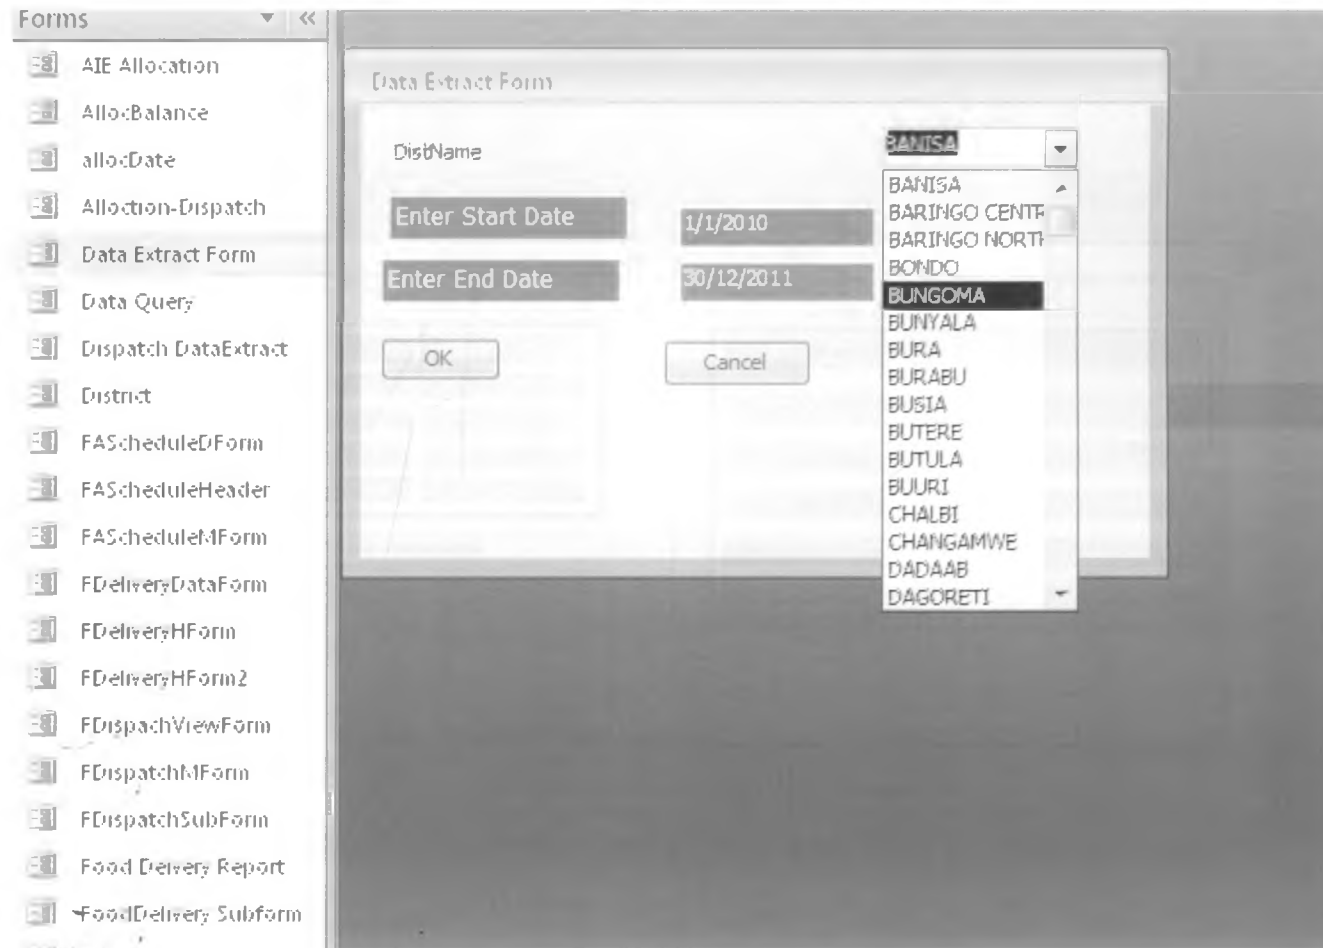 Forms
AIE Allocation
AllocBalance
allocDate
Alloction-Dispatch
Data Extract Form
Data Query
Dispatch DataExtract
District
FAScheduleDForm
FAScheduleHeader
FAScheduleMForm
FDeliveryDataForm
FDeliveryHForm
FDeliveryHForm2
FDispachViewForm
FDispatchMForm
FDispatchSubForm
Food Deivery Report
FoodDelivery Subform
Data Extract Form
DistName
BANISA
Enter Start Date
1/1/2010
Enter End Date
30/12/2011
OK
Cancel
BANISA
BARINGO CENTR
BARINGO NORTH
BONDO
BUNGOMA
BUNYALA
BURA
BURABU
BUSIA
BUTERE
BUTULA
BUURI
CHALBI
CHANGAMWE
DADAAB
DAGORETI